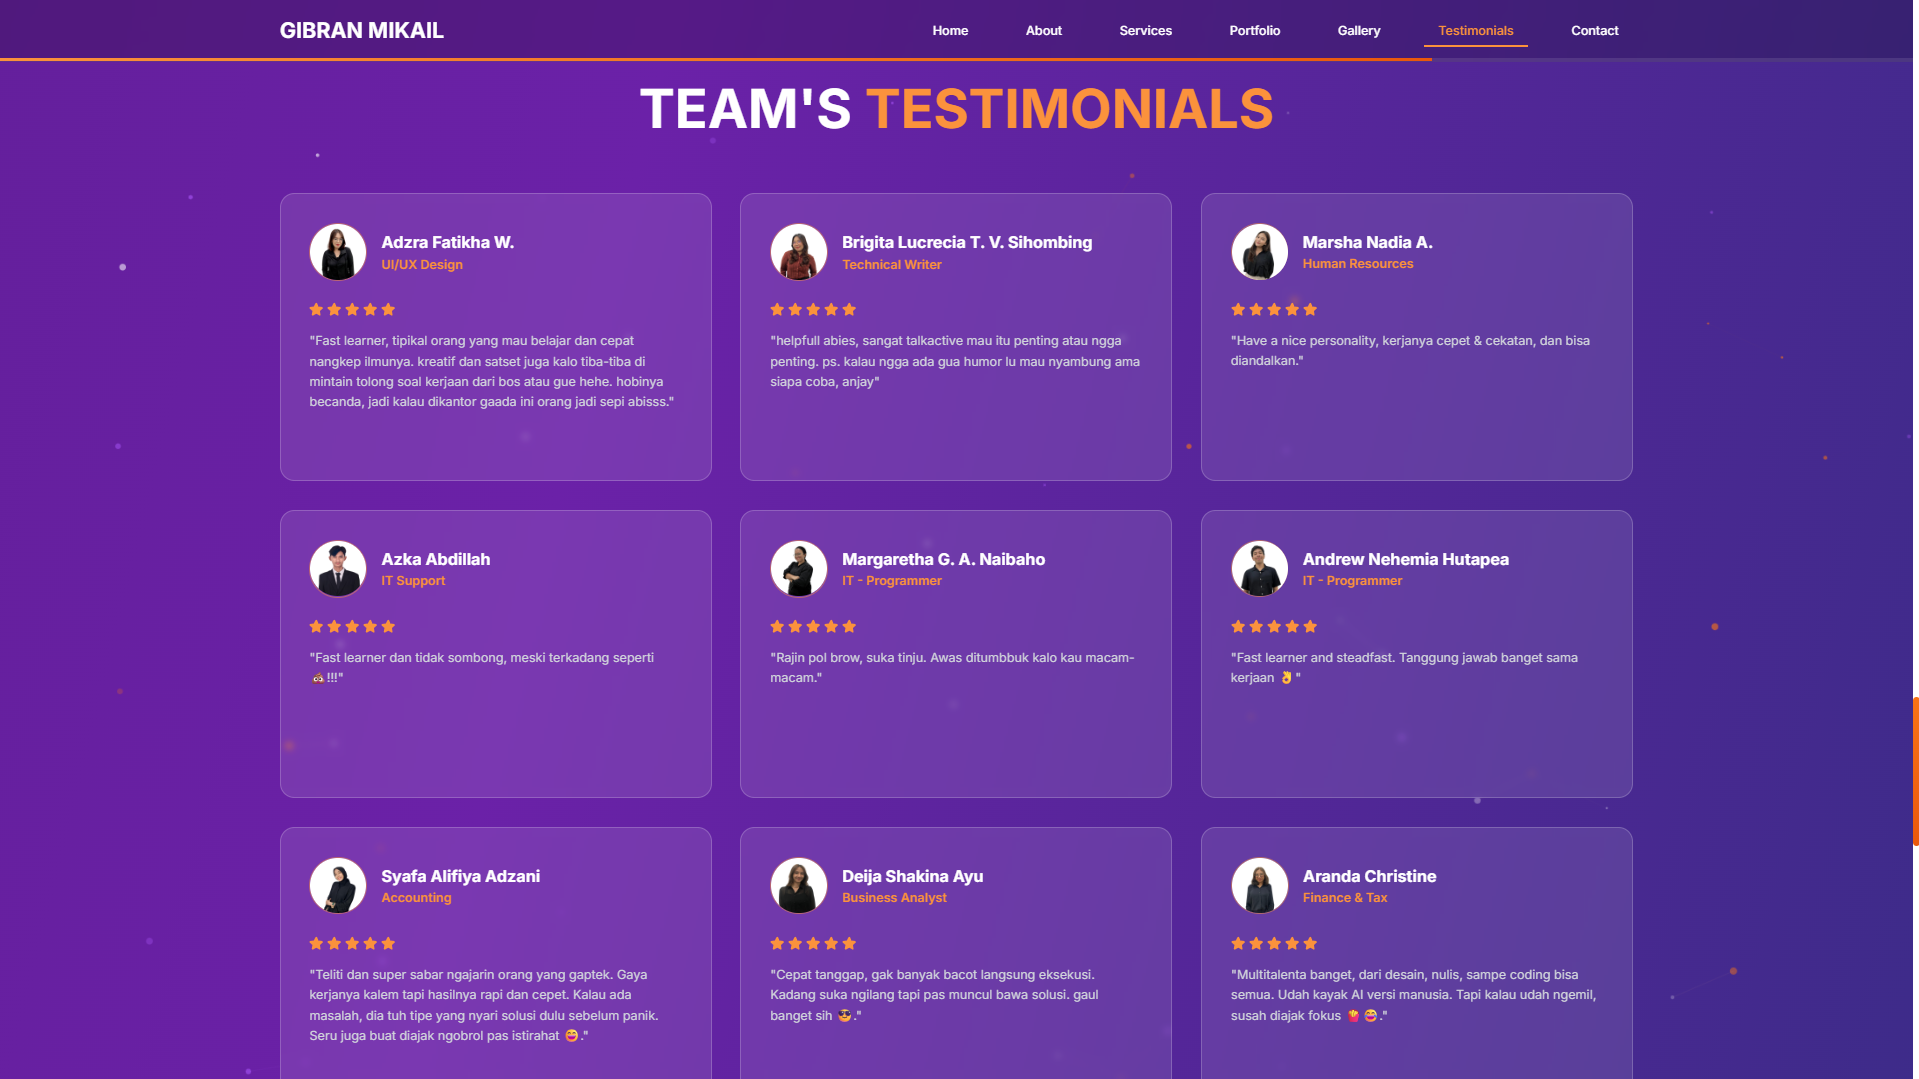 GIBRAN MIKAIL
Home
About
Services
Portfolio
Gallery
Testimonials
Contact
TEAM'S TESTIMONIALS
Adzra Fatikha W.
UI/UX Design
"Fast learner, tipikal orang yang mau belajar dan cepat
nangkep ilmunya. kreatif dan satset juga kalo tiba-tiba di
mintain tolong soal kerjaan dari bos atau gue hehe. hobinya
becanda, jadi kalau dikantor gaada ini orang jadi sepi abisss."
Brigita Lucrecia T. V. Sihombing
Technical Writer
"helpfull abies, sangat talkactive mau itu penting atau ngga
penting. ps. kalau ngga ada gua humor lu mau nyambung ama
siapa coba, anjay"
Marsha Nadia A.
Human Resources
"Have a nice personality, kerjanya cepet & cekatan, dan bisa
diandalkan."
Azka Abdillah
IT Support
"Fast learner dan tidak sombong, meski terkadang seperti
💩!!!"
Margaretha G. A. Naibaho
IT - Programmer
"Rajin pol brow, suka tinju. Awas ditumbbuk kalo kau macam-
macam."
Andrew Nehemia Hutapea
IT - Programmer
"Fast learner and steadfast. Tanggung jawab banget sama
kerjaan 👌"
Syafa Alifiya Adzani
Accounting
"Teliti dan super sabar ngajarin orang yang gaptek. Gaya
kerjanya kalem tapi hasilnya rapi dan cepet. Kalau ada
masalah, dia tuh tipe yang nyari solusi dulu sebelum panik.
Seru juga buat diajak ngobrol pas istirahat 😄."
Deija Shakina Ayu
Business Analyst
"Cepat tanggap, gak banyak bacot langsung eksekusi.
Kadang suka ngilang tapi pas muncul bawa solusi. gaul
banget sih 😎."
Aranda Christine
Finance & Tax
"Multitalenta banget, dari desain, nulis, sampe coding bisa
semua. Udah kayak AI versi manusia. Tapi kalau udah ngemil,
susah diajak fokus 🍟😂."